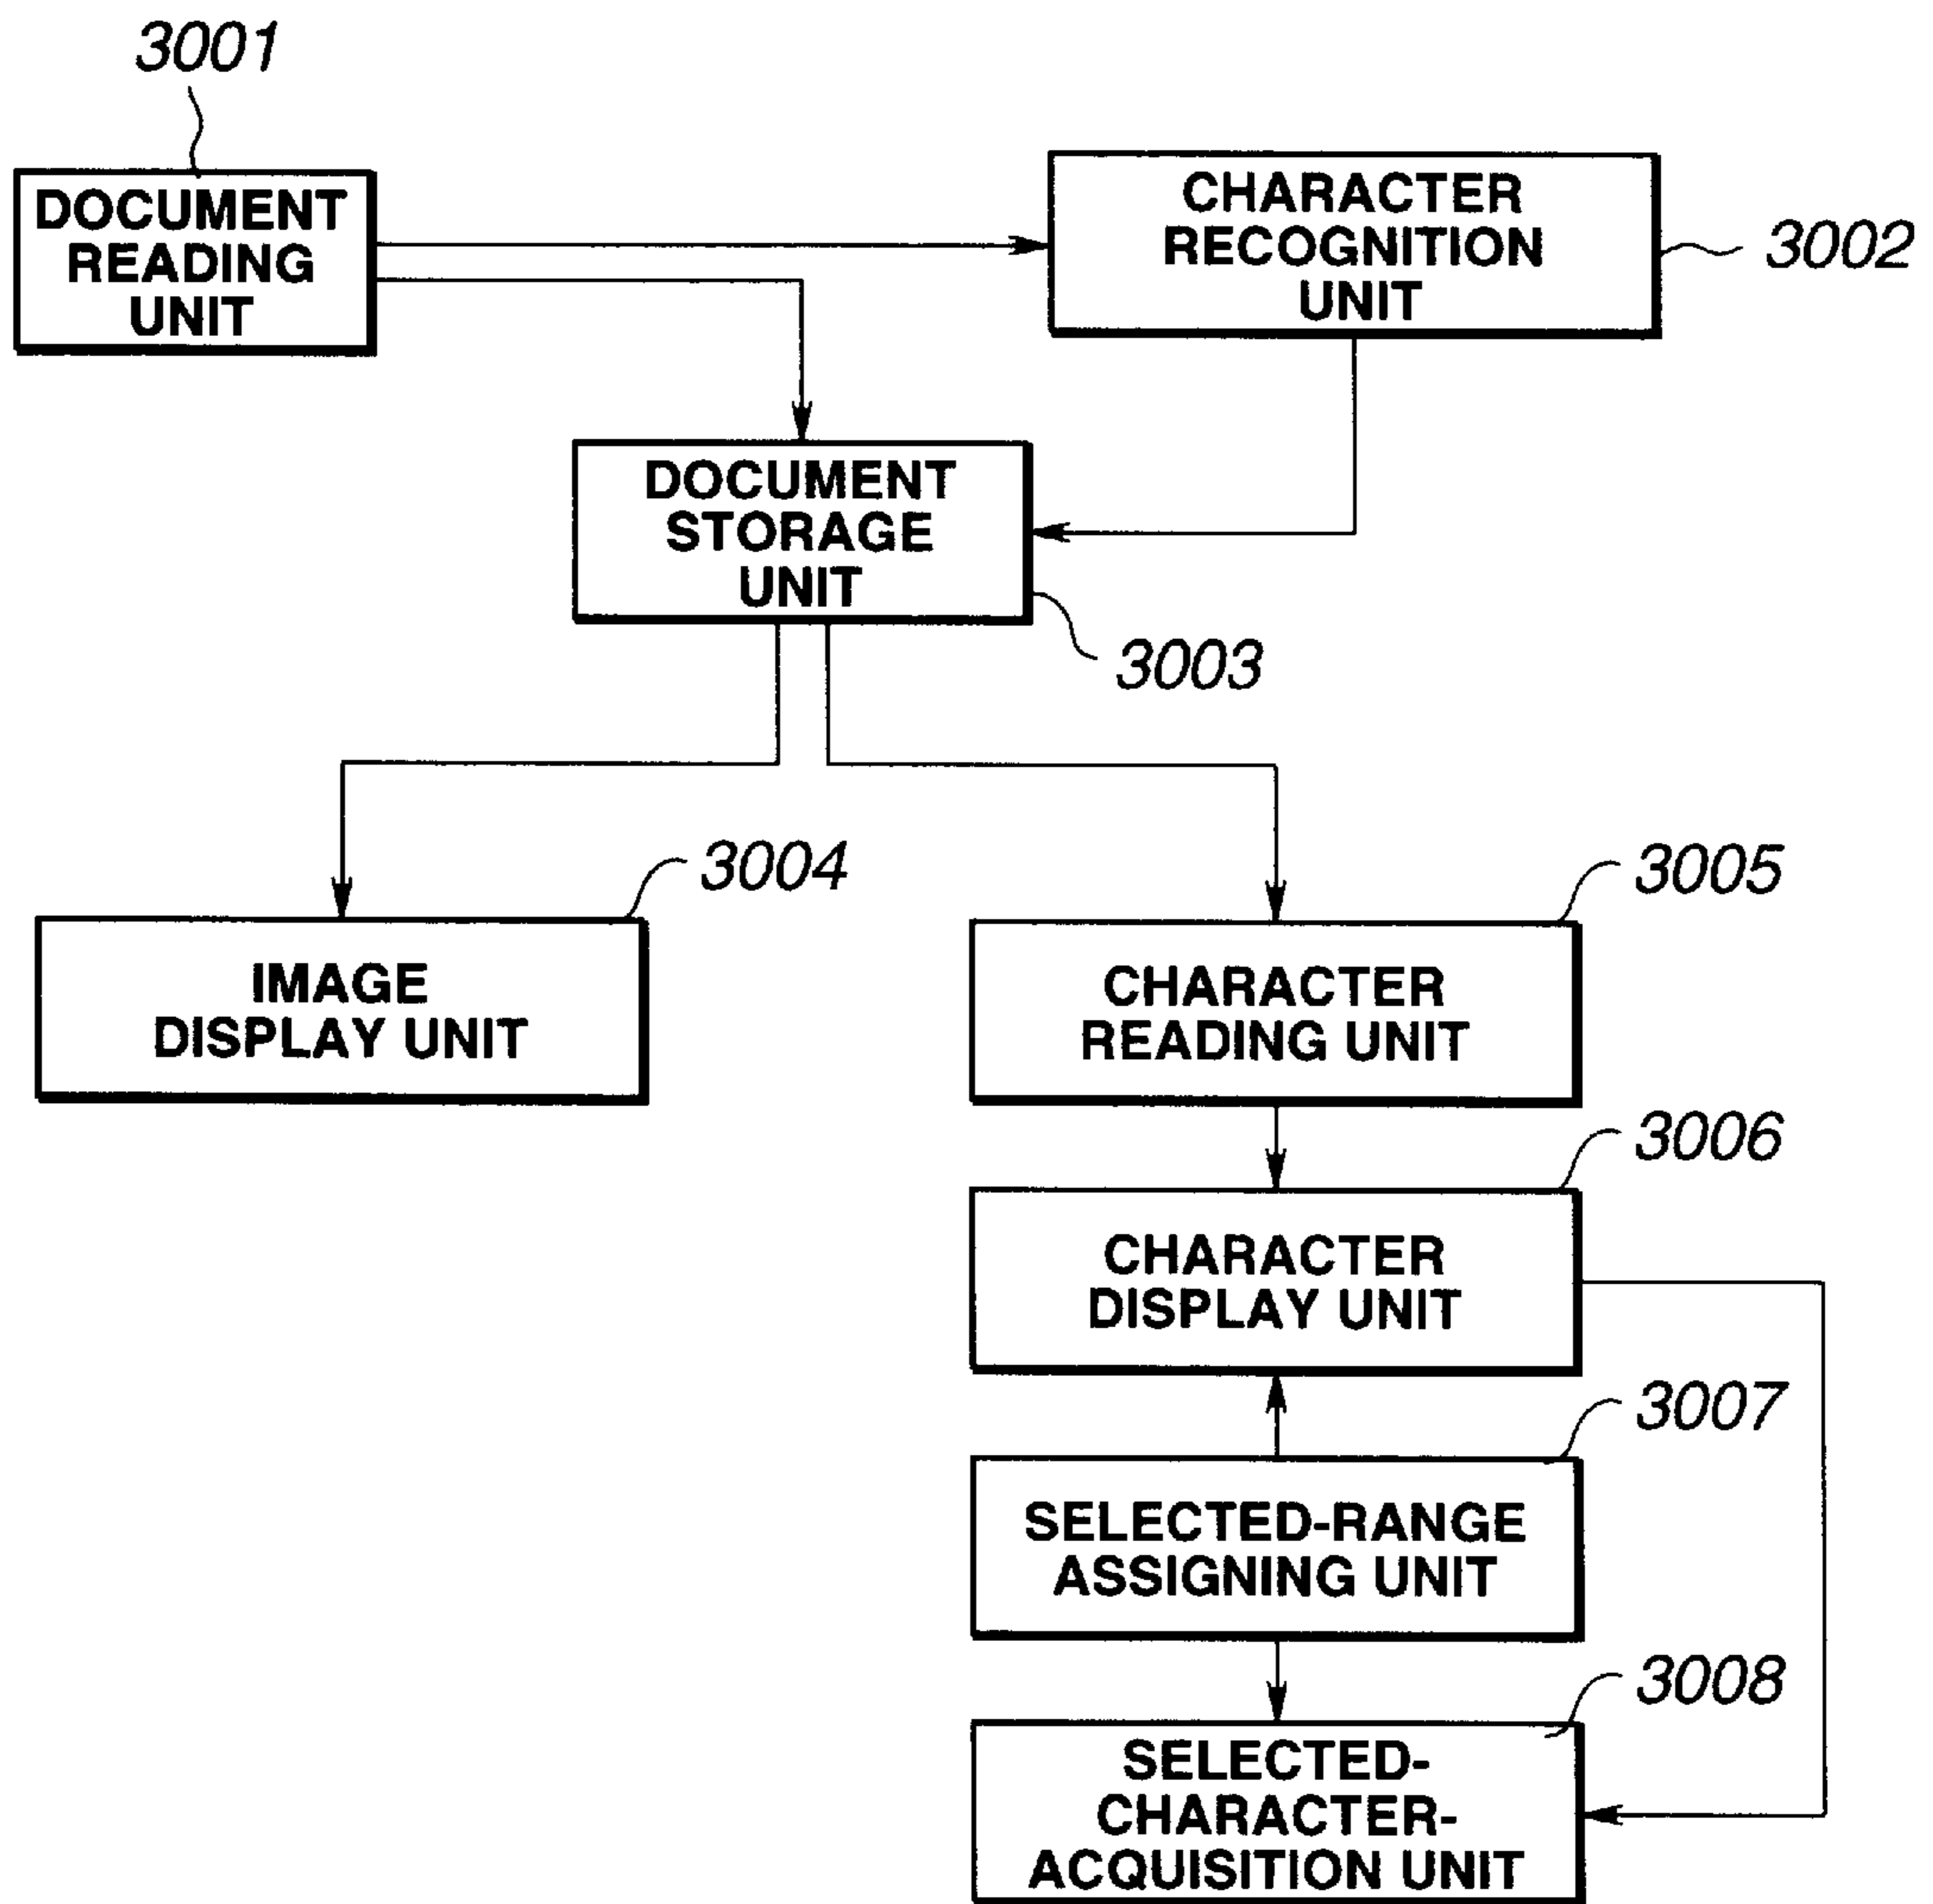 3001
DOCUMENT
READING
UNIT
CHARACTER
RECOGNITION
UNIT
3002
DOCUMENT
STORAGE
UNIT
3003
3004
IMAGE
DISPLAY UNIT
3005
CHARACTER
READING UNIT
3006
CHARACTER
DISPLAY UNIT
3007
SELECTED-RANGE
ASSIGNING UNIT
3008
SELECTED-
CHARACTER-
ACQUISITION UNIT